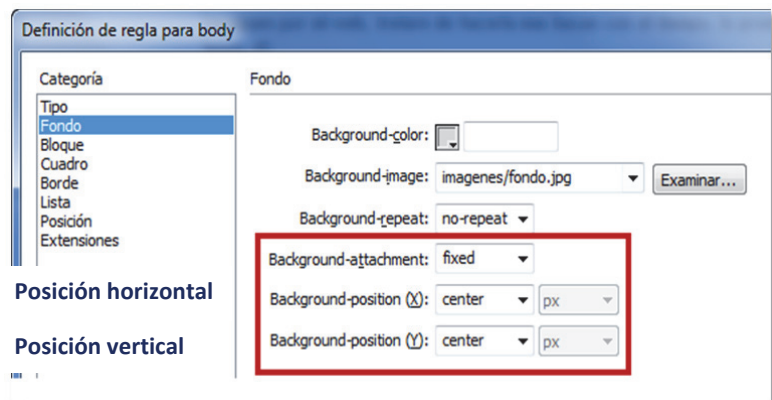 Definición de regla para body
Categoría
Tipo
Fondo
Bloque
Cuadro
Borde
Lista
Posición
Extensiones
Fondo
Background-color:
Background-image: imagenes/fondo.jpg Examinar...
Background-repeat: no-repeat
Background-attachment: fixed
Posición horizontal Background-position (X): center px
Posición vertical Background-position (Y): center px